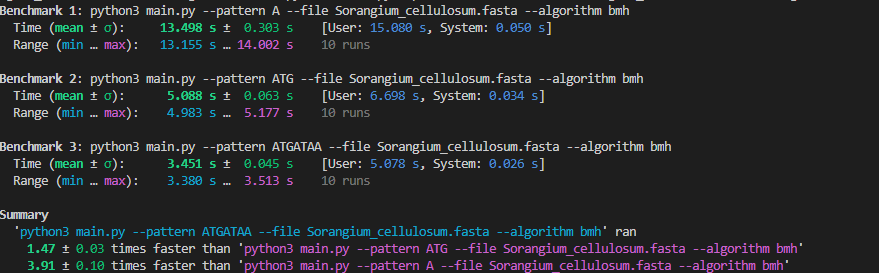 Benchmark 1: python3 main.py --pattern A --file Sorangium_cellulosum.fasta --algorithm bmh
Time (mean ± σ): 13.498 s ± 0.303 s [User: 15.080 s, System: 0.050 s]
Range (min … max): 13.155 s … 14.002 s 10 runs
Benchmark 2: python3 main.py --pattern ATG --file Sorangium_cellulosum.fasta --algorithm bmh
Time (mean ± σ): 5.088 s ± 0.063 s [User: 6.698 s, System: 0.034 s]
Range (min … max): 4.983 s … 5.177 s 10 runs
Benchmark 3: python3 main.py --pattern ATGATAA --file Sorangium_cellulosum.fasta --algorithm bmh
Time (mean ± σ): 3.451 s ± 0.045 s [User: 5.078 s, System: 0.026 s]
Range (min … max): 3.380 s … 3.513 s 10 runs
Summary
'python3 main.py --pattern ATGATAA --file Sorangium_cellulosum.fasta --algorithm bmh' ran
1.47 ± 0.03 times faster than 'python3 main.py --pattern ATG --file Sorangium_cellulosum.fasta --algorithm bmh'
3.91 ± 0.10 times faster than 'python3 main.py --pattern A --file Sorangium_cellulosum.fasta --algorithm bmh'